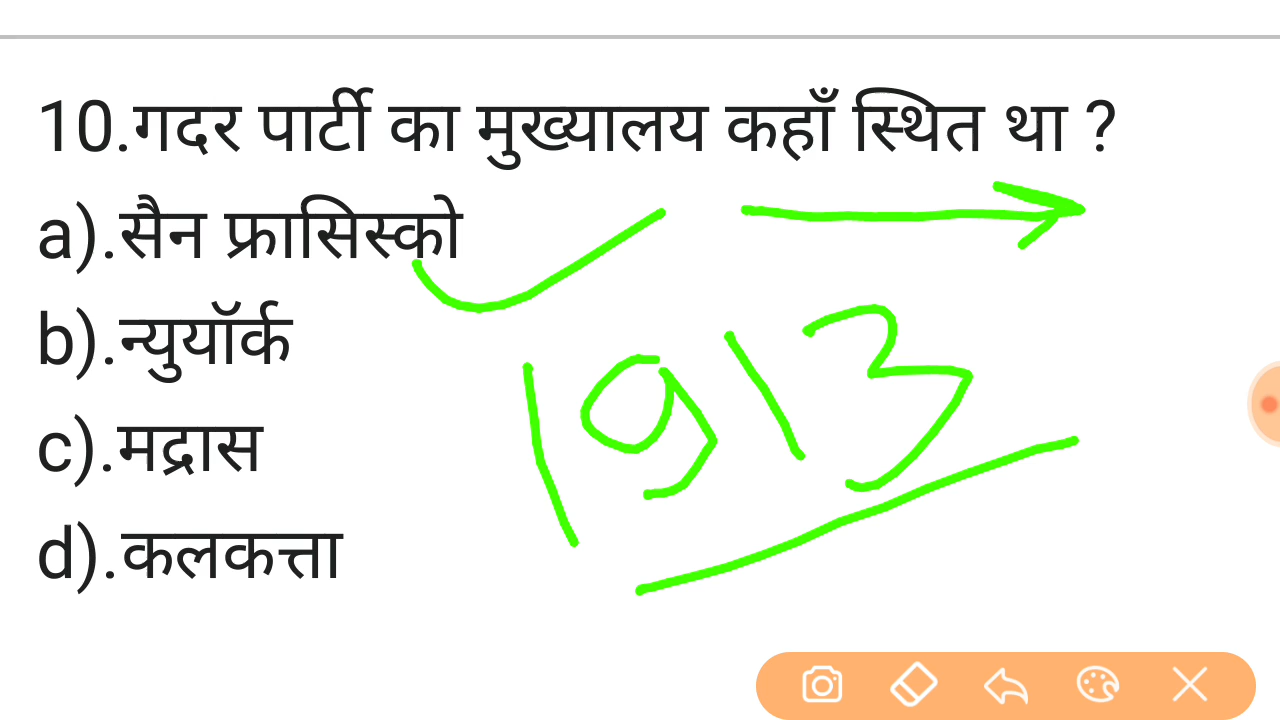 10.गदर पार्टी का मुख्यालय कहाँ स्थित था ?
a).सैन फ्रासिस्को
b).न्युयॉर्क
1913
c).मद्रास
d).कलकत्ता